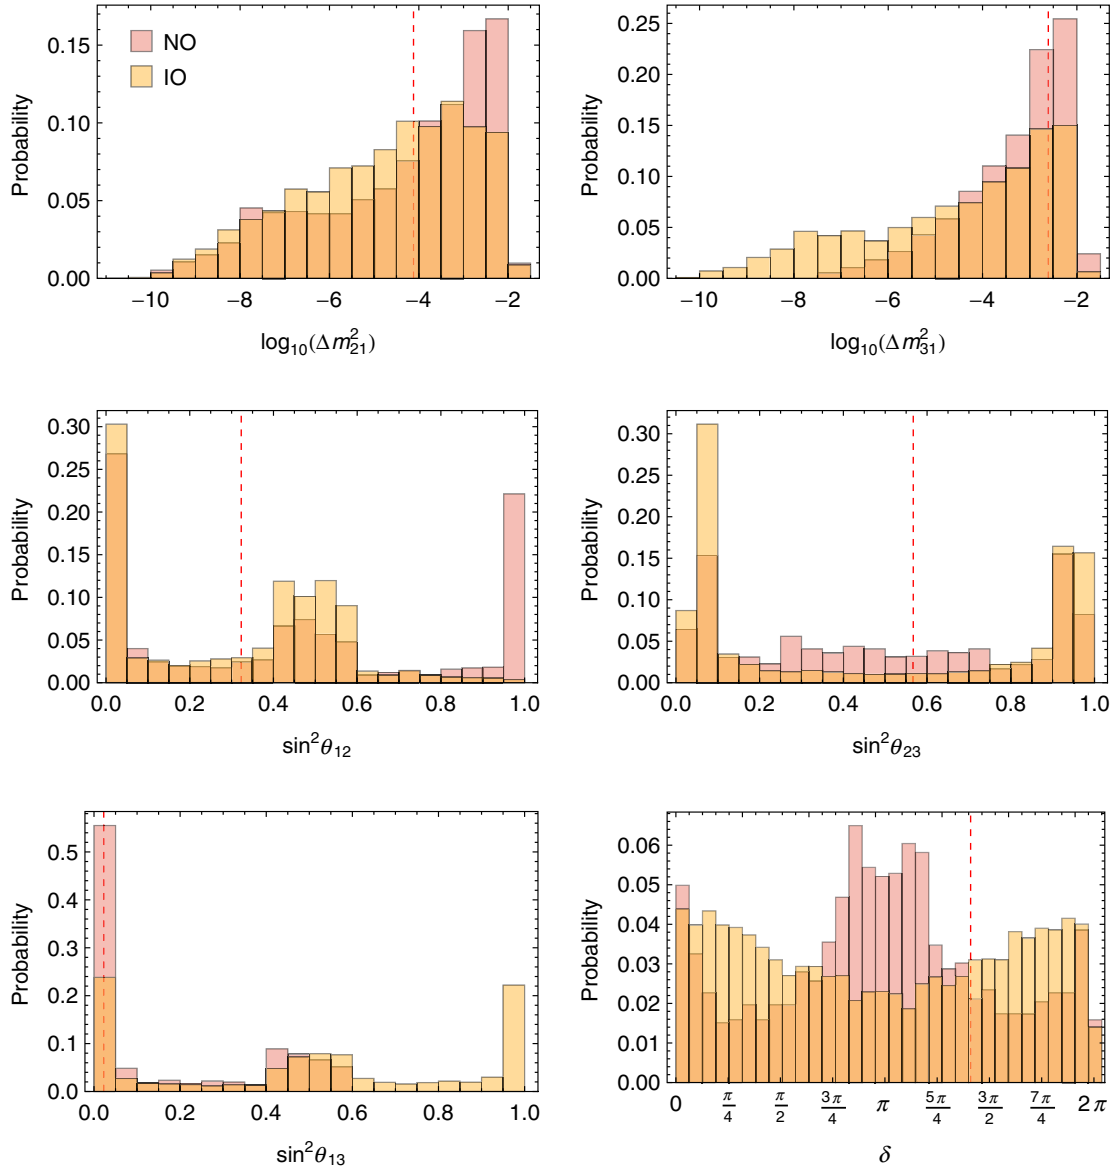 NO
IO
Probability
0.15
0.10
0.05
0.00
−10 −8 −6 −4 −2
log₁₀(Δm²₂₁)
Probability
0.25
0.20
0.15
0.10
0.05
0.00
−10 −8 −6 −4 −2
log₁₀(Δm²₃₁)
Probability
0.30
0.25
0.20
0.15
0.10
0.05
0.00
0.0 0.2 0.4 0.6 0.8 1.0
sin²θ₁₂
Probability
0.30
0.25
0.20
0.15
0.10
0.05
0.00
0.0 0.2 0.4 0.6 0.8 1.0
sin²θ₂₃
Probability
0.5
0.4
0.3
0.2
0.1
0.0
0.0 0.2 0.4 0.6 0.8 1.0
sin²θ₁₃
Probability
0.06
0.05
0.04
0.03
0.02
0.01
0.00
0 π/4 π/2 3π/4 π 5π/4 3π/2 7π/4 2π
δ